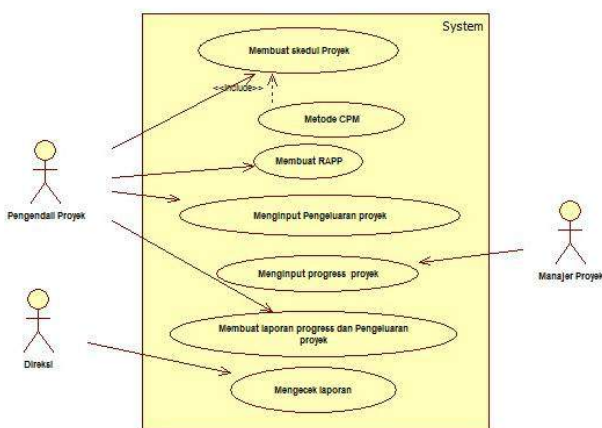 System
Membuat skedul Proyek
<<include>>
Metode CPM
Membuat RAPP
Pengendali Proyek
Menginput Pengeluaran proyek
Menginput progress proyek
Manajer Proyek
Membuat laporan progress dan Pengeluaran
proyek
Direksi
Mengecek laporan